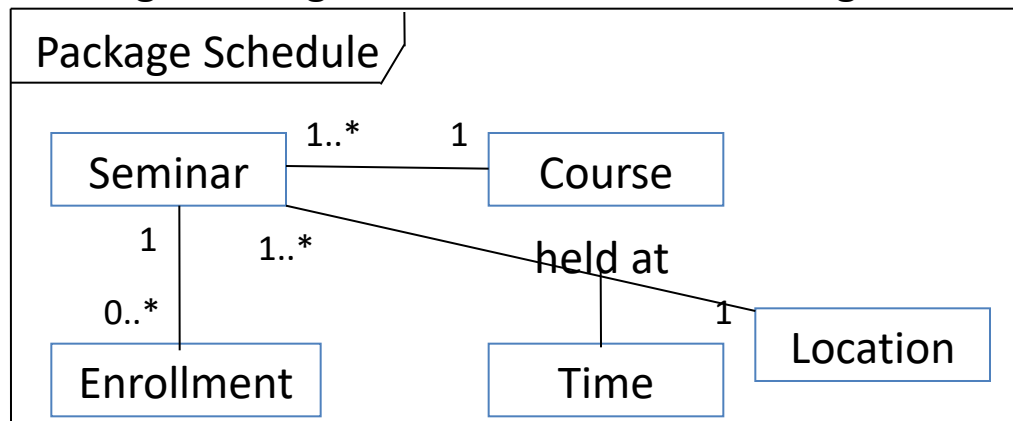 Package Schedule
1..*
1
Seminar
Course
1
1..*
held at
0..*
1
Location
Enrollment
Time